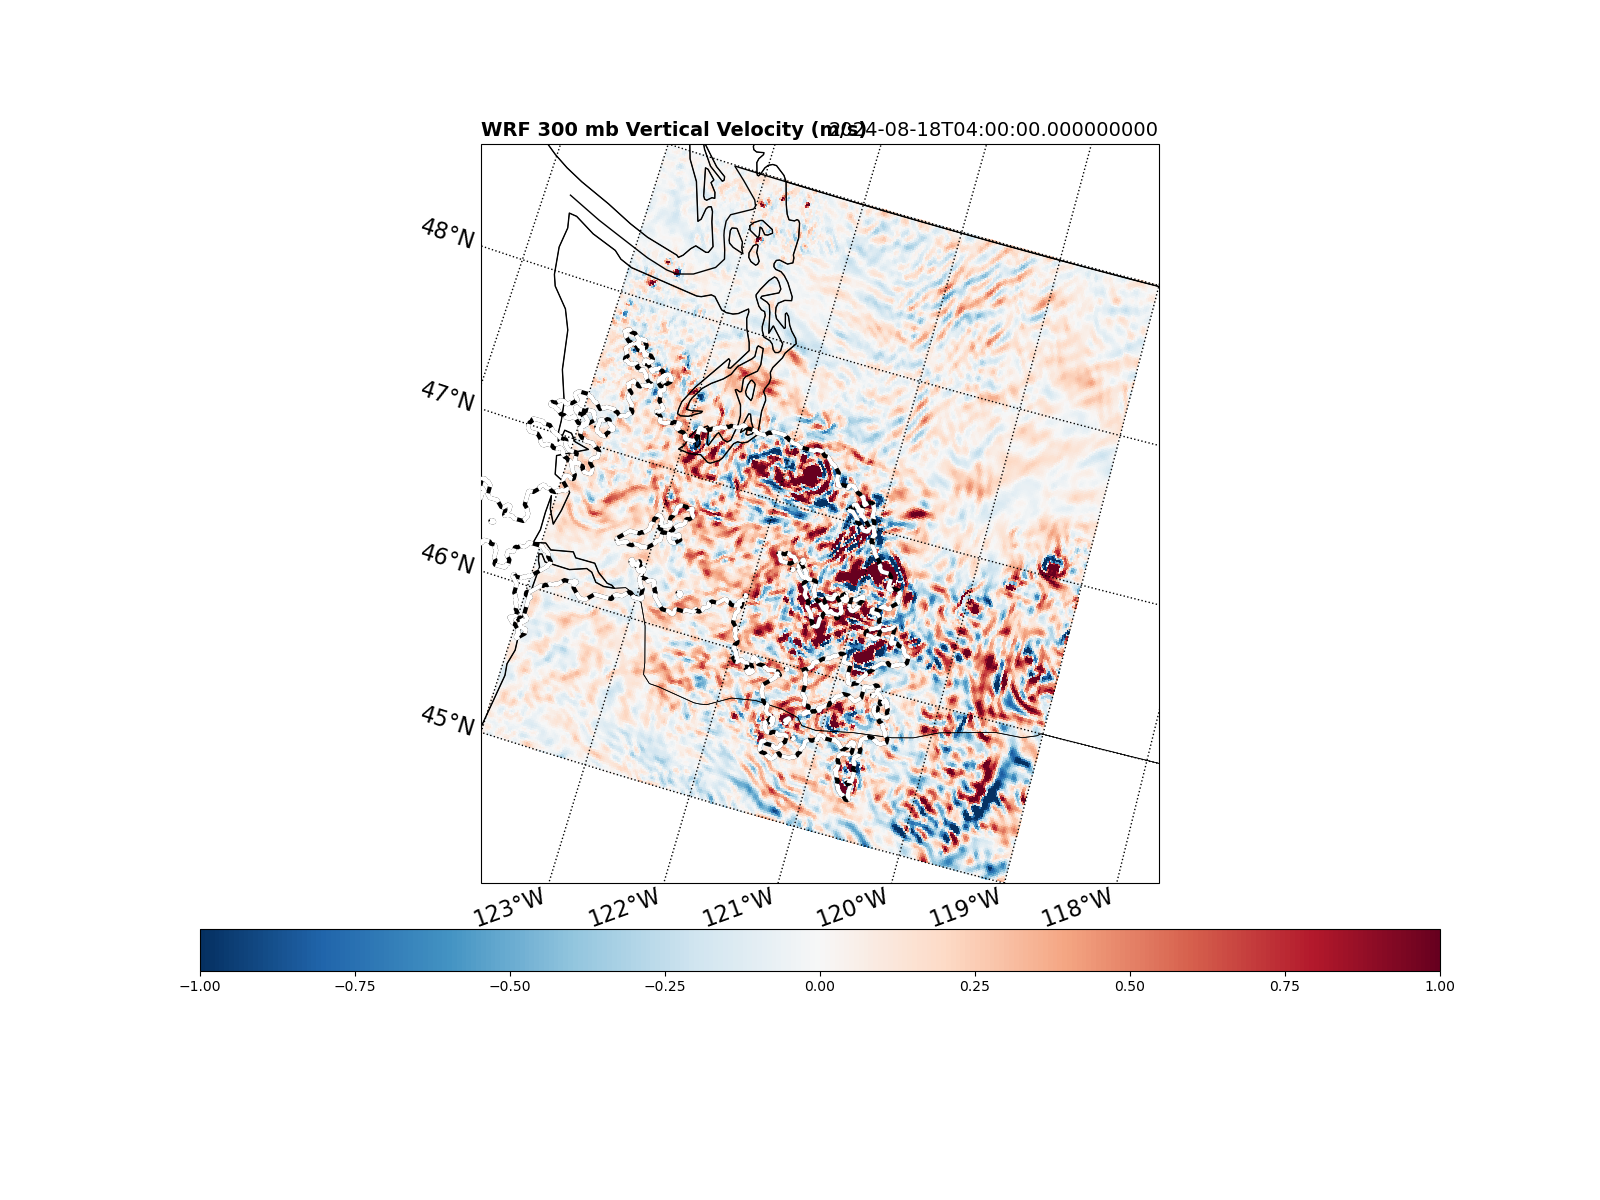 WRF 300 mb Vertical Velocity (m/s) 2024-08-18T04:00:00.000000000
48°N
47°N
46°N
45°N
123°W 122°W 121°W 120°W 119°W 118°W
−1.00 −0.75 −0.50 −0.25 0.00 0.25 0.50 0.75 1.00